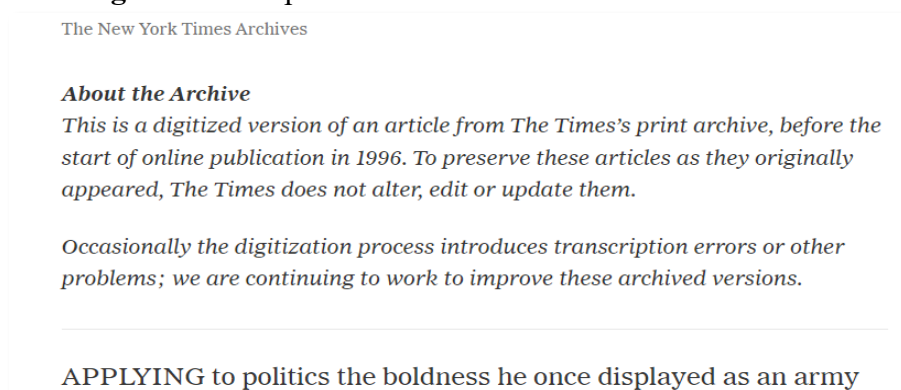 The New York Times Archives
About the Archive
This is a digitized version of an article from The Times’s print archive, before the
start of online publication in 1996. To preserve these articles as they originally
appeared, The Times does not alter, edit or update them.
Occasionally the digitization process introduces transcription errors or other
problems; we are continuing to work to improve these archived versions.
APPLYING to politics the boldness he once displayed as an army